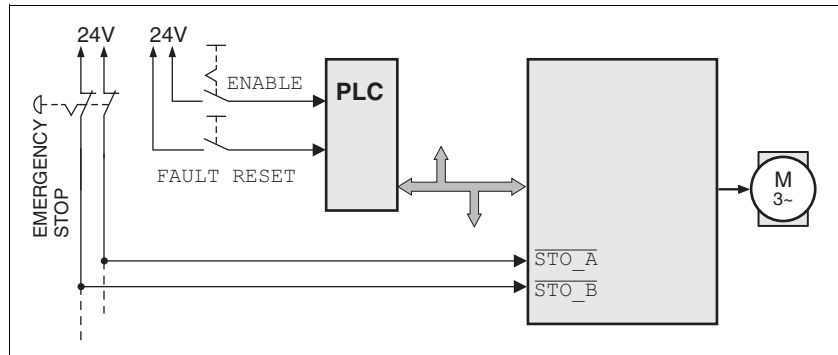 24V
24V
ENABLE
PLC
FAULT RESET
EMERGENCY
STOP
M
3~
STO_A
STO_B